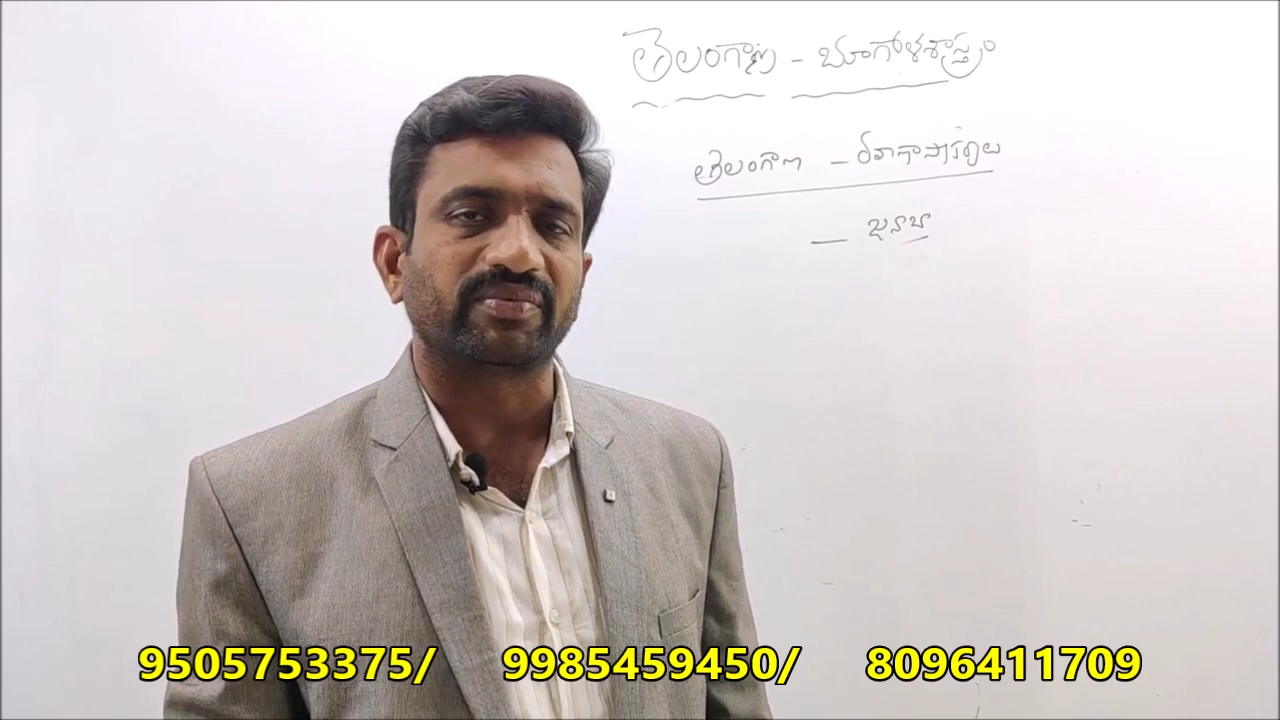 తెలంగాణ - భూగోళశాస్త్రం
తెలంగాణ -
- జనాభా
9505753375/ 9985459450/ 8096411709